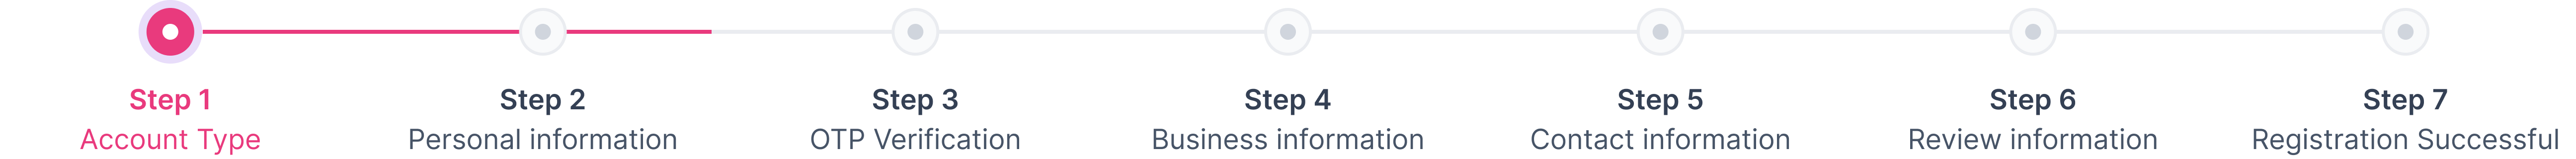 Step 1
Account Type
Step 2
Personal information
Step 3
OTP Verification
Step 4
Business information
Step 5
Contact information
Step 6
Review information
Step 7
Registration Successful